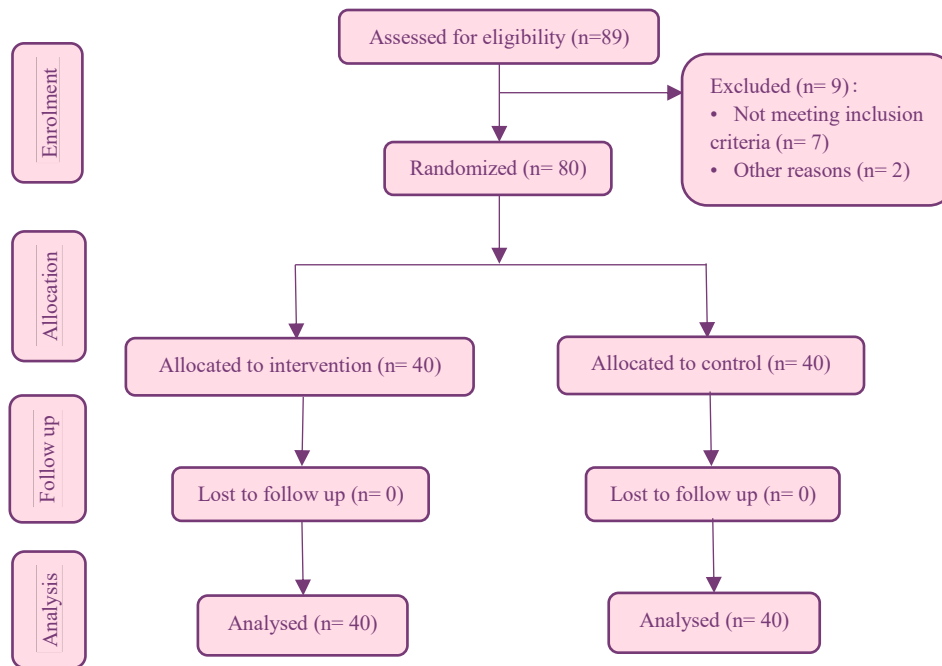 Enrolment
Assessed for eligibility (n=89)
Excluded (n= 9):
• Not meeting inclusion
criteria (n= 7)
• Other reasons (n= 2)
Randomized (n= 80)
Allocation
Allocated to intervention (n= 40)
Allocated to control (n= 40)
Follow up
Lost to follow up (n= 0)
Lost to follow up (n= 0)
Analysis
Analysed (n= 40)
Analysed (n= 40)